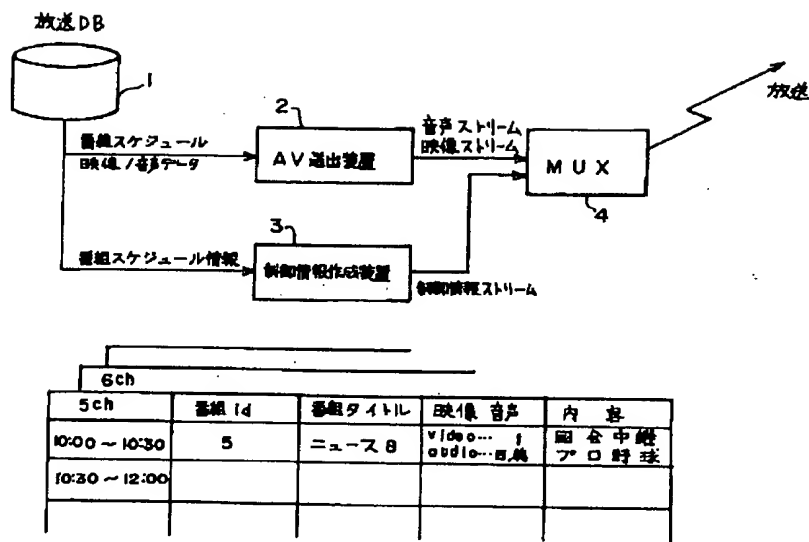 放送DB
1
番組スケジュール
映像/音声データ
2
AV送出装置
音声ストリーム
映像ストリーム
MUX
4
放送
番組スケジュール情報
3
制御情報作成装置
制御情報ストリーム
6ch
5ch 番組id 番組タイトル 映像 音声 内容
10:00~10:30 5 ニュース8 video… 1 国会中継
audio… プロ野球
10:30~12:00